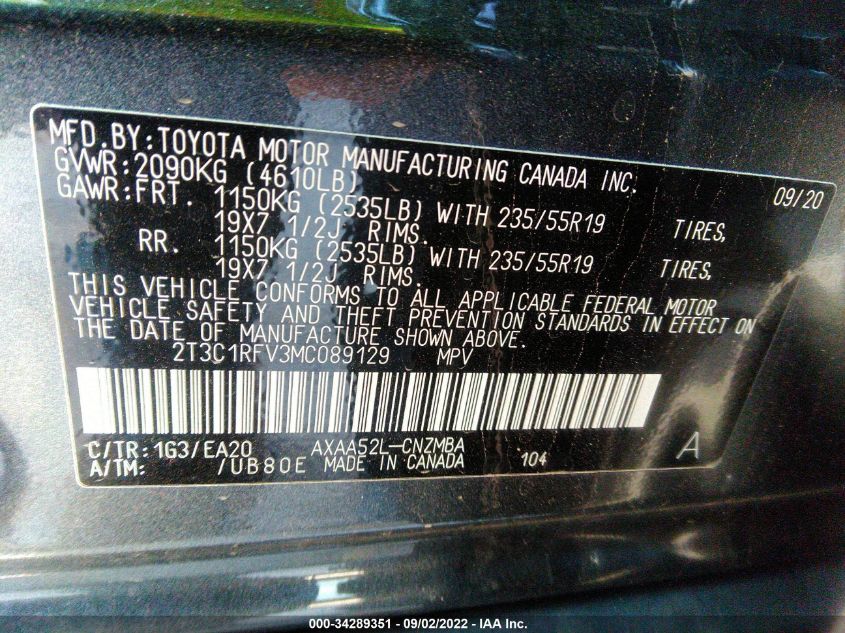 MFD.BY:TOYOTA MOTOR MANUFACTURING CANADA INC. 09/20
GVWR:2090KG (4610LB)
GAWR:FRT. 1150KG (2535LB) WITH 235/55R19 TIRES,
19X7 1/2J RIMS.
RR. 1150KG (2535LB) WITH 235/55R19 TIRES,
19X7 1/2J RIMS.
THIS VEHICLE CONFORMS TO ALL APPLICABLE FEDERAL MOTOR
VEHICLE SAFETY AND THEFT PREVENTION STANDARDS IN EFFECT ON
THE DATE OF MANUFACTURE SHOWN ABOVE.
2T3C1RFV3MC089129 MPV
C/TR:1G3/EA20 AXAA52L-CNZMBA A
A/TM: /UB80E MADE IN CANADA 104
000-34289351 - 09/02/2022 - IAA Inc.